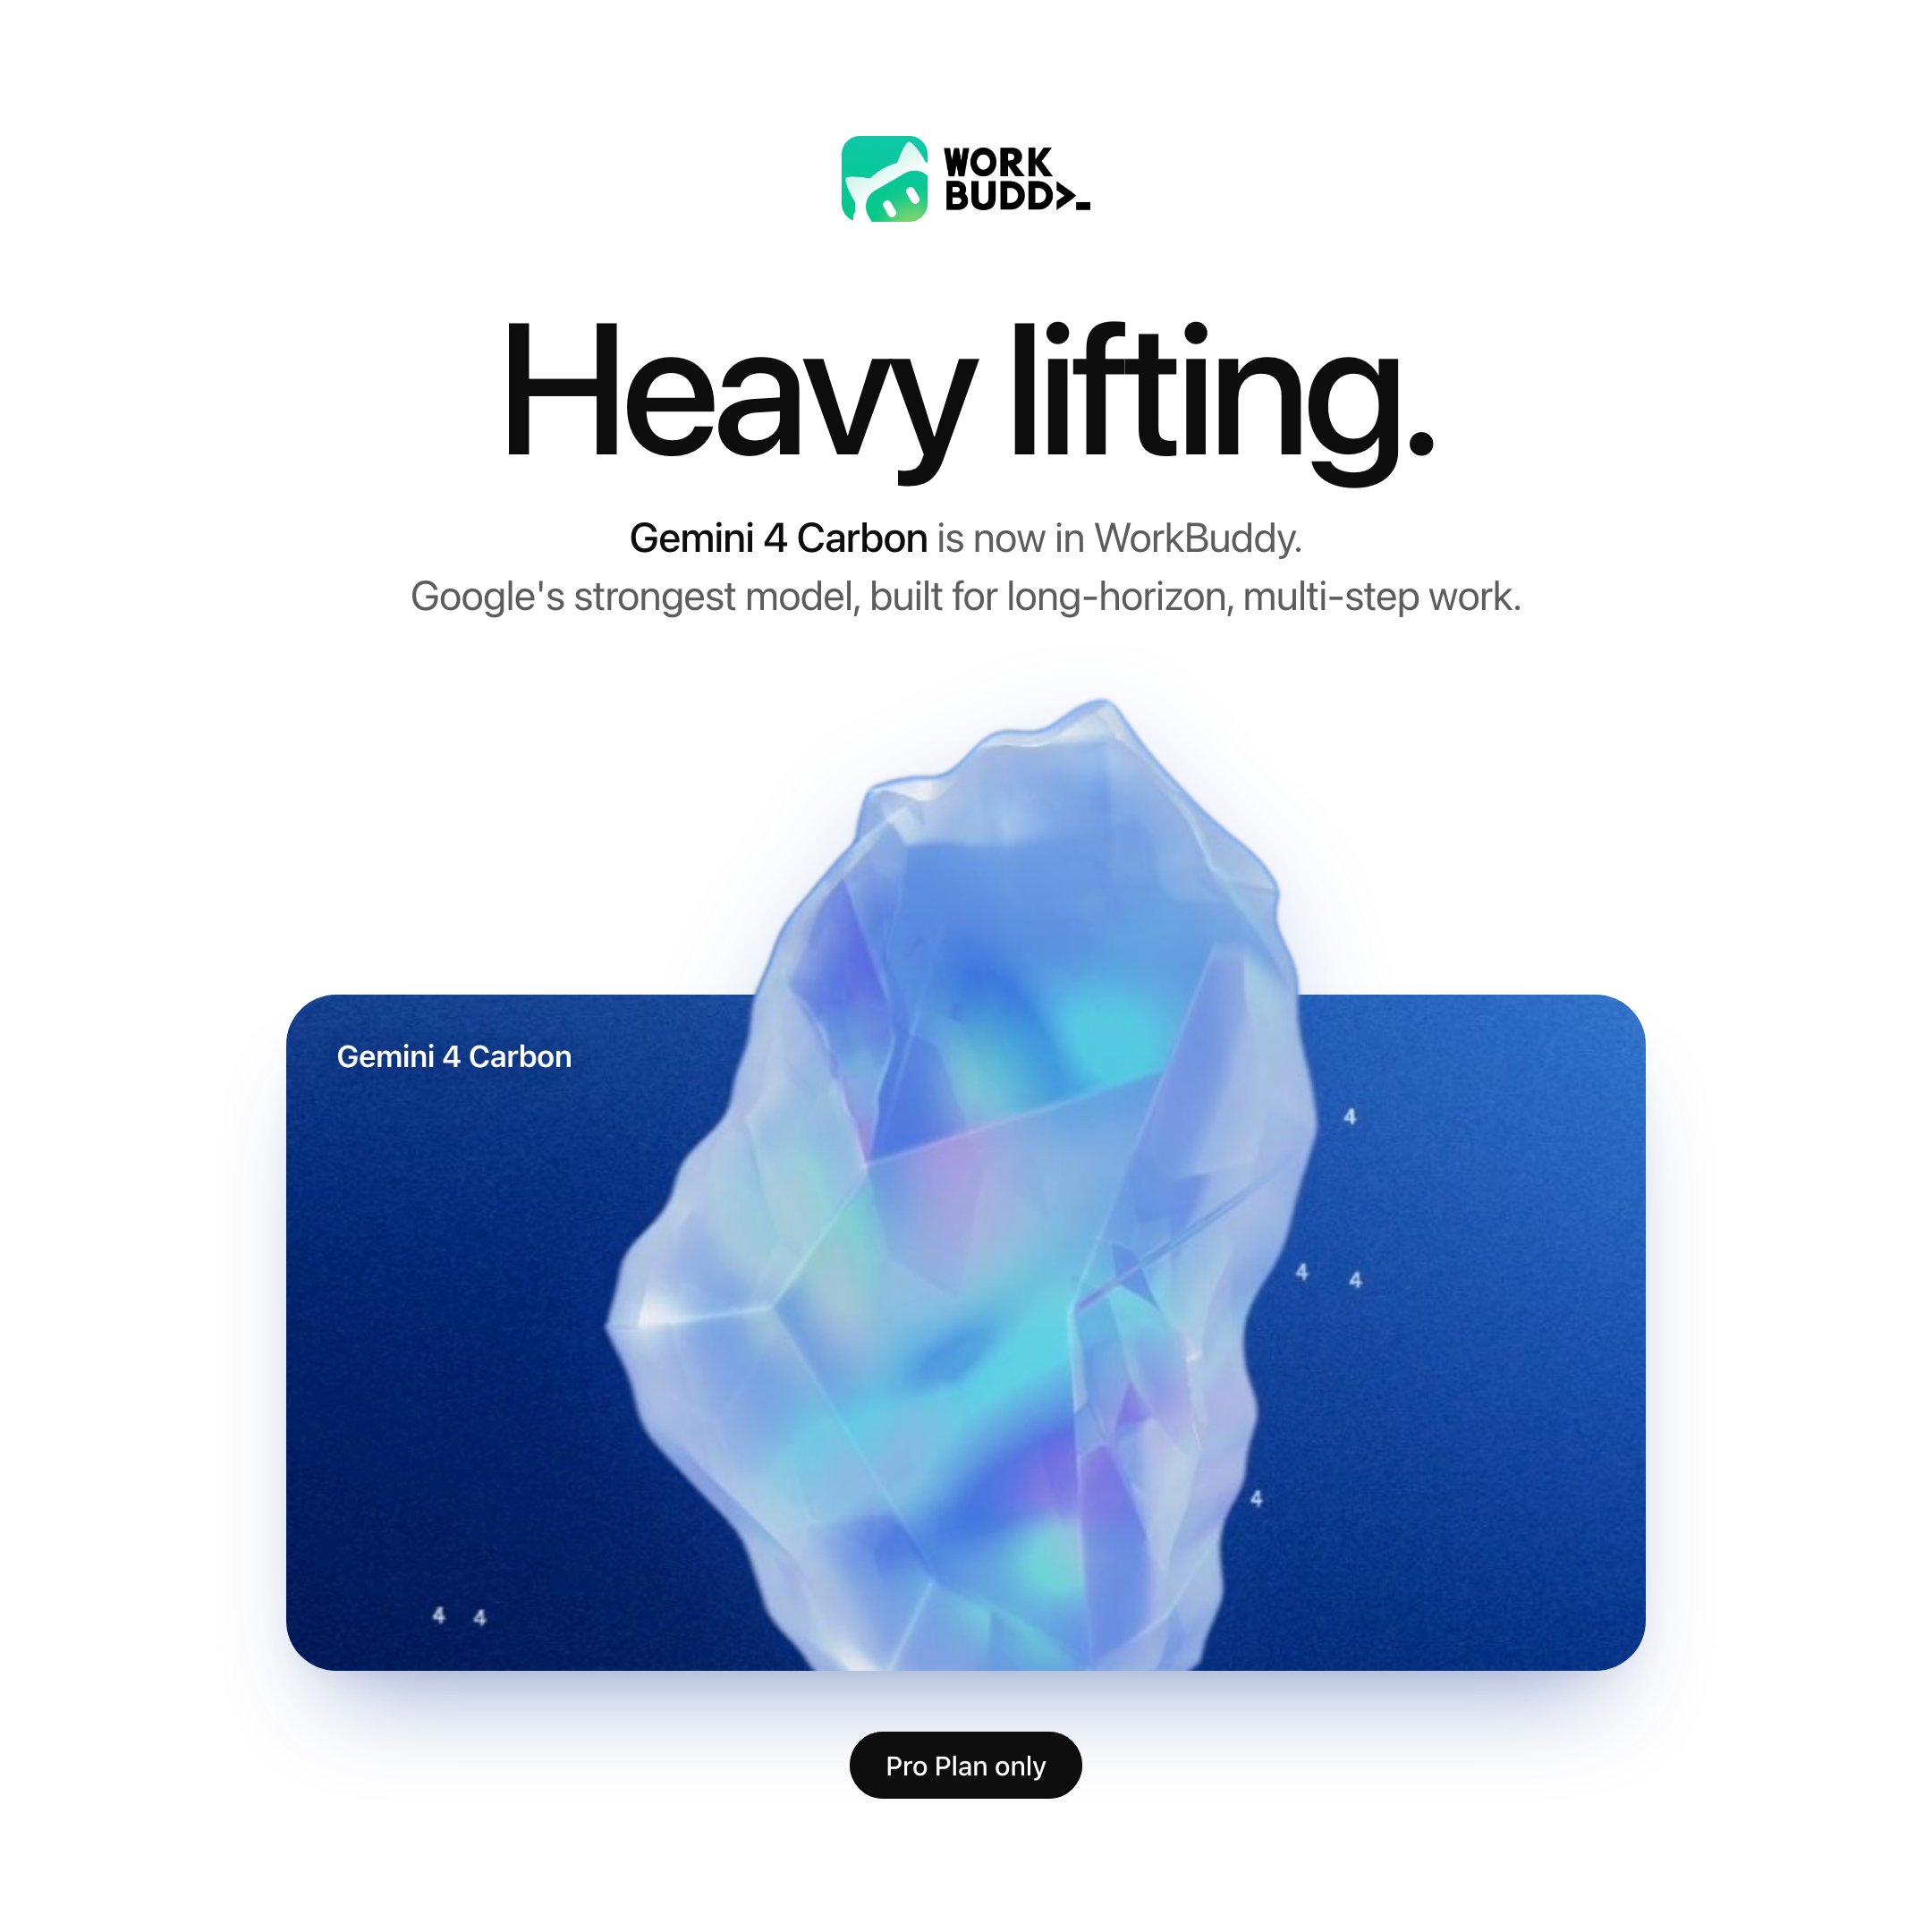 WORK
BUDD>_
Heavy lifting.
Gemini 4 Carbon is now in WorkBuddy.
Google's strongest model, built for long-horizon, multi-step work.
Gemini 4 Carbon
4
4 4
4
4 4
Pro Plan only